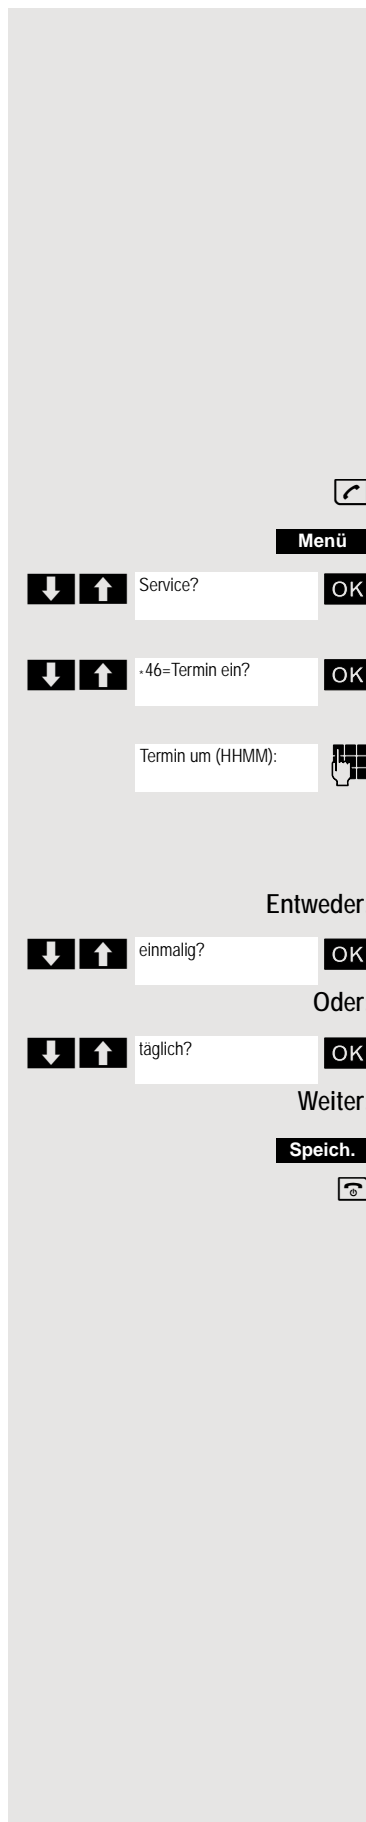 Menü
Service? OK
*46=Termin ein? OK
Termin um (HHMM):
Entweder
einmalig? OK
Oder
täglich? OK
Weiter
Speich.